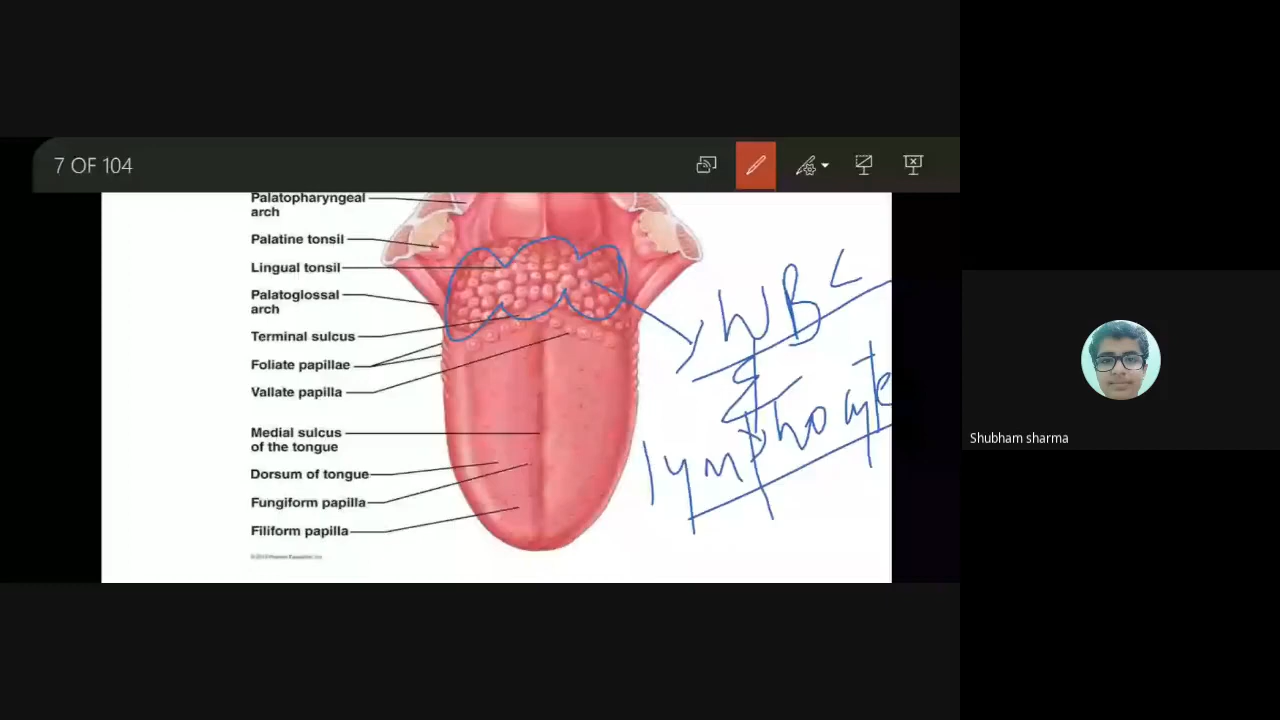 7 OF 104
Palatopharyngeal
arch
Palatine tonsil
Lingual tonsil
Palatoglossal
arch
Terminal sulcus
Foliate papillae
Vallate papilla
Medial sulcus
of the tongue
Dorsum of tongue
Fungiform papilla
Filiform papilla
WBC
lymphocyte
Shubham sharma